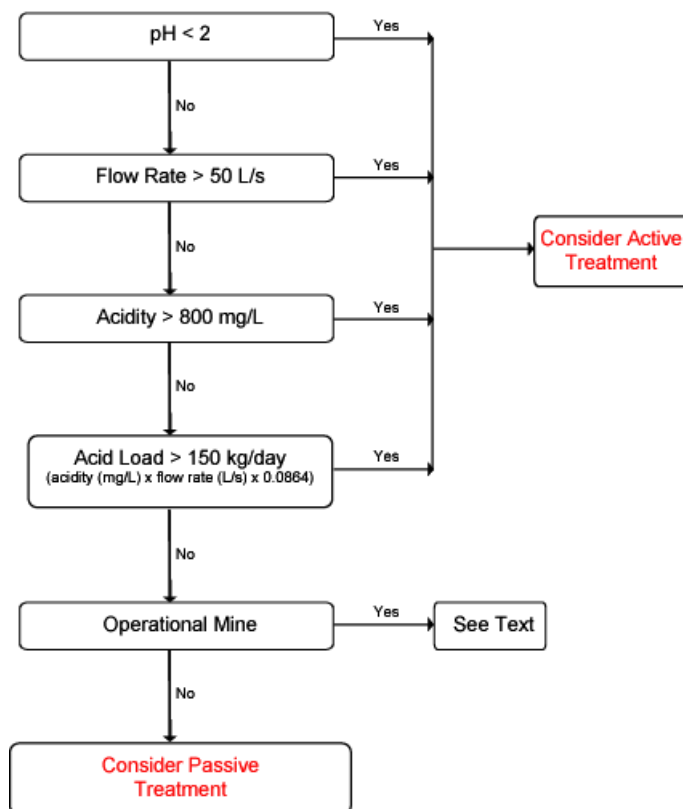 pH < 2
Yes
No
Flow Rate > 50 L/s
Yes
No
Consider Active
Treatment
Acidity > 800 mg/L
Yes
No
Acid Load > 150 kg/day
(acidity (mg/L) x flow rate (L/s) x 0.0864)
Yes
No
Operational Mine
Yes
See Text
No
Consider Passive
Treatment